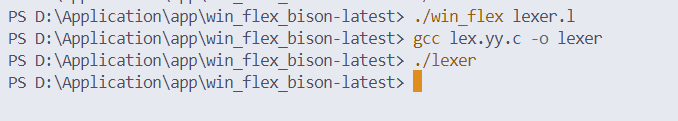 PS D:\Application\app\win_flex_bison-latest> ./win_flex lexer.l
PS D:\Application\app\win_flex_bison-latest> gcc lex.yy.c -o lexer
PS D:\Application\app\win_flex_bison-latest> ./lexer
PS D:\Application\app\win_flex_bison-latest>